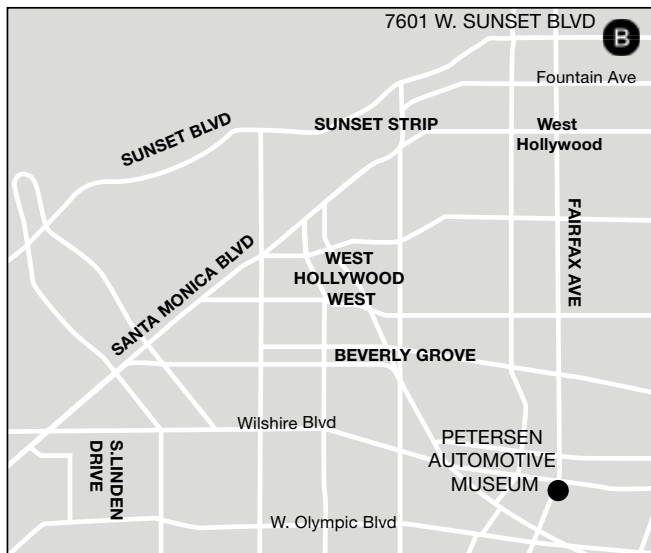 7601 W. SUNSET BLVD
B
Fountain Ave
SUNSET BLVD
SUNSET STRIP
West
Hollywood
FAIRFAX AVE
SANTA MONICA BLVD
WEST
HOLLYWOOD
WEST
BEVERLY GROVE
Wilshire Blvd
S.LINDEN
DRIVE
PETERSEN
AUTOMOTIVE
MUSEUM
W. Olympic Blvd